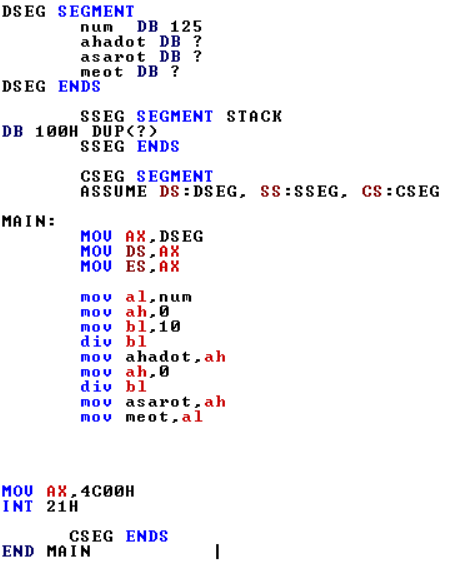 DSEG SEGMENT
num DB 125
ahadot DB ?
asarot DB ?
meot DB ?
DSEG ENDS
SSEG SEGMENT STACK
DB 100H DUP(?)
SSEG ENDS
CSEG SEGMENT
ASSUME DS:DSEG, SS:SSEG, CS:CSEG
MAIN:
MOV AX,DSEG
MOV DS,AX
MOV ES,AX
mov al,num
mov ah,0
mov bl,10
div bl
mov ahadot,ah
mov ah,0
div bl
mov asarot,ah
mov meot,al
MOV AX,4C00H
INT 21H
CSEG ENDS
END MAIN